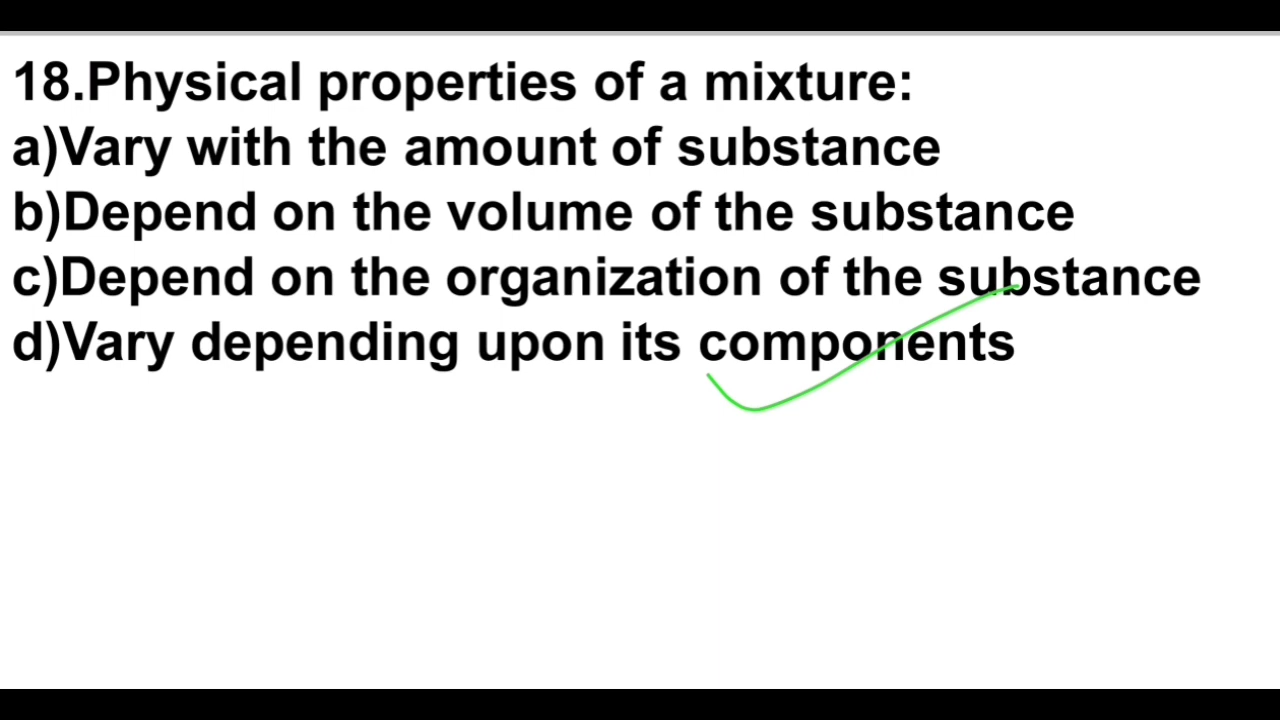 18.Physical properties of a mixture:
a)Vary with the amount of substance
b)Depend on the volume of the substance
c)Depend on the organization of the substance
d)Vary depending upon its components